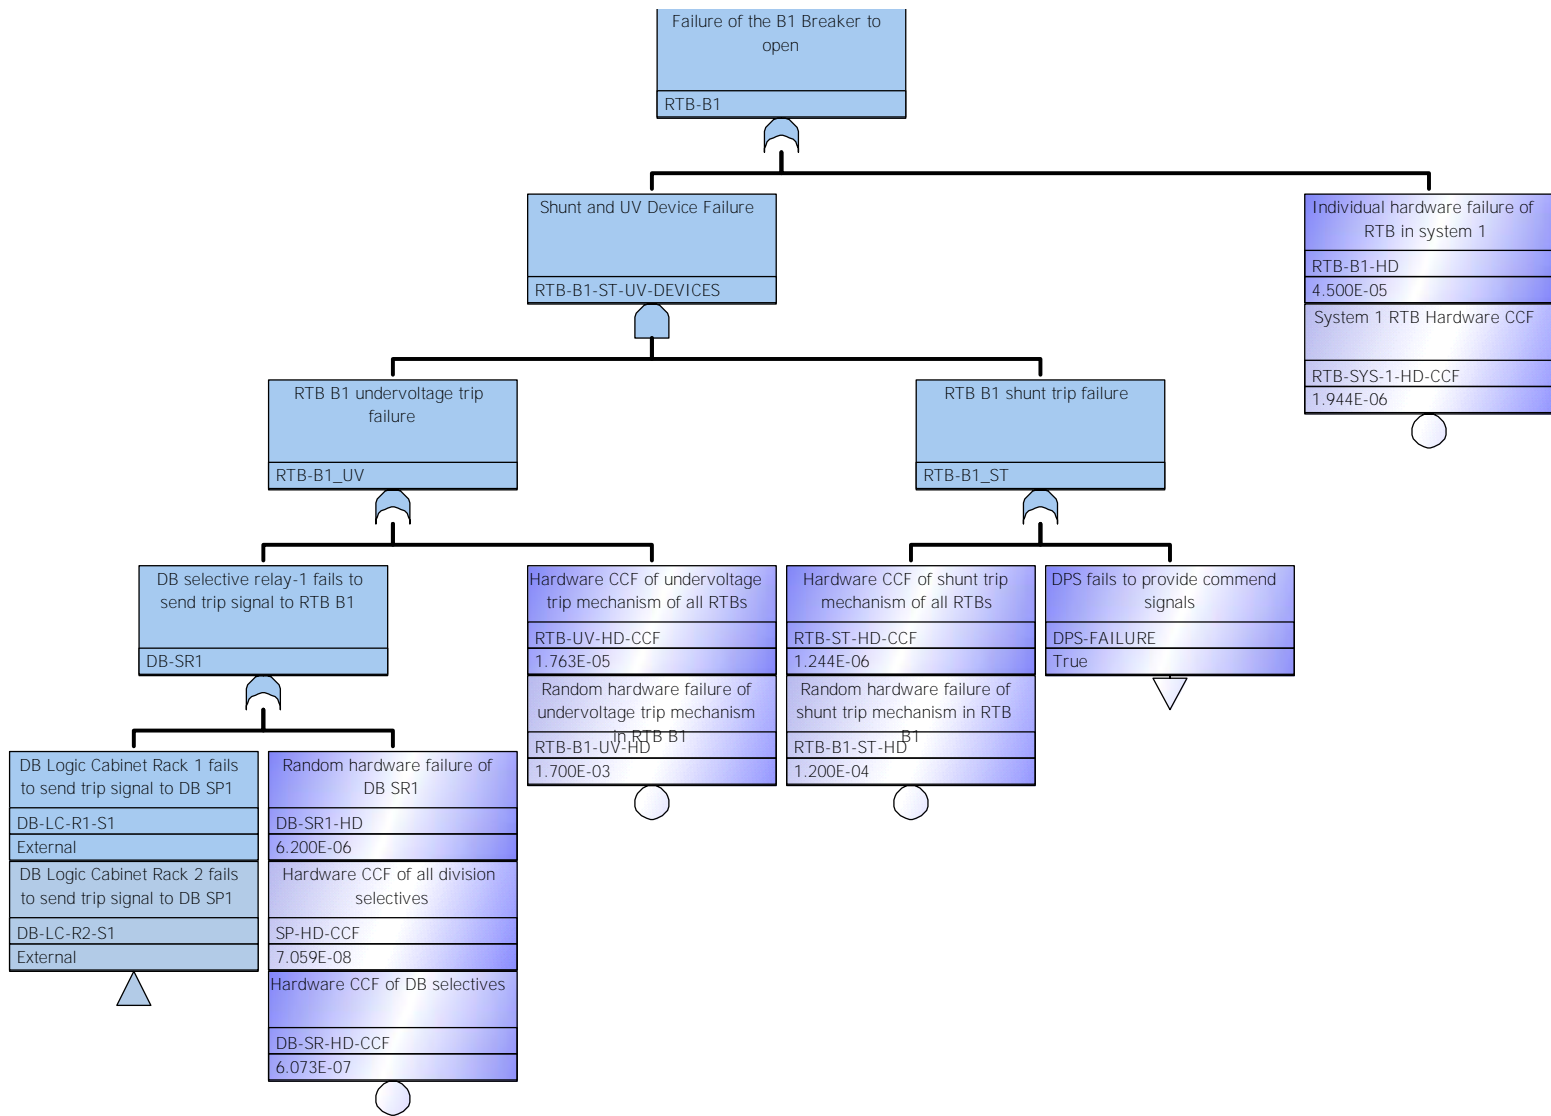 Failure of the B1 Breaker to
open
RTB-B1
Shunt and UV Device Failure
RTB-B1-ST-UV-DEVICES
Individual hardware failure of
RTB in system 1
RTB-B1-HD
4.500E-05
System 1 RTB Hardware CCF
RTB-SYS-1-HD-CCF
1.944E-06
RTB B1 undervoltage trip
failure
RTB-B1_UV
RTB B1 shunt trip failure
RTB-B1_ST
DB selective relay-1 fails to
send trip signal to RTB B1
DB-SR1
Hardware CCF of undervoltage
trip mechanism of all RTBs
RTB-UV-HD-CCF
1.763E-05
Random hardware failure of
undervoltage trip mechanism
in RTB B1
RTB-B1-UV-HD
1.700E-03
Hardware CCF of shunt trip
mechanism of all RTBs
RTB-ST-HD-CCF
1.244E-06
Random hardware failure of
shunt trip mechanism in RTB
B1
RTB-B1-ST-HD
1.200E-04
DPS fails to provide commend
signals
DPS-FAILURE
True
DB Logic Cabinet Rack 1 fails
to send trip signal to DB SP1
DB-LC-R1-S1
External
DB Logic Cabinet Rack 2 fails
to send trip signal to DB SP1
DB-LC-R2-S1
External
Random hardware failure of
DB SR1
DB-SR1-HD
6.200E-06
Hardware CCF of all division
selectives
SP-HD-CCF
7.059E-08
Hardware CCF of DB selectives
DB-SR-HD-CCF
6.073E-07